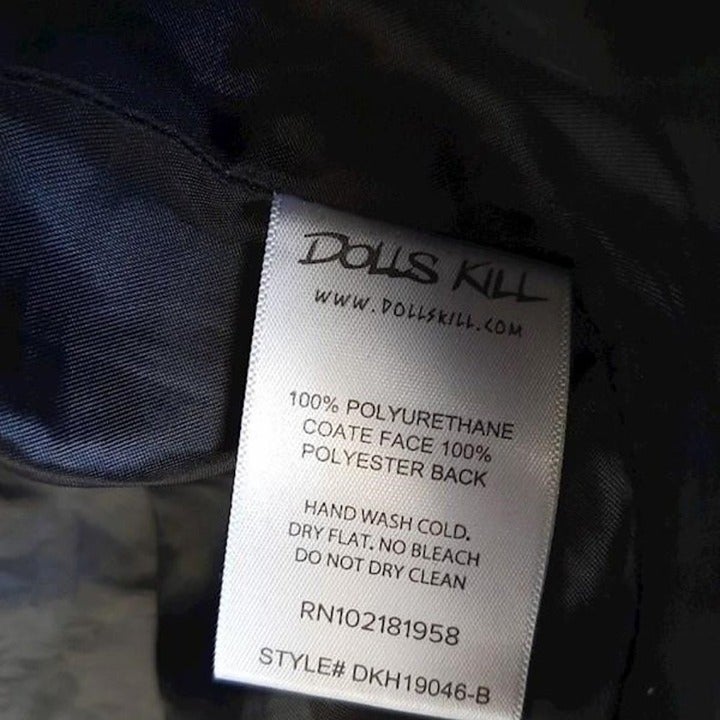 DOLLS KILL
WWW.DOLLSKILL.COM
100% POLYURETHANE
COATE FACE 100%
POLYESTER BACK
HAND WASH COLD.
DRY FLAT. NO BLEACH
DO NOT DRY CLEAN
RN102181958
STYLE# DKH19046-B